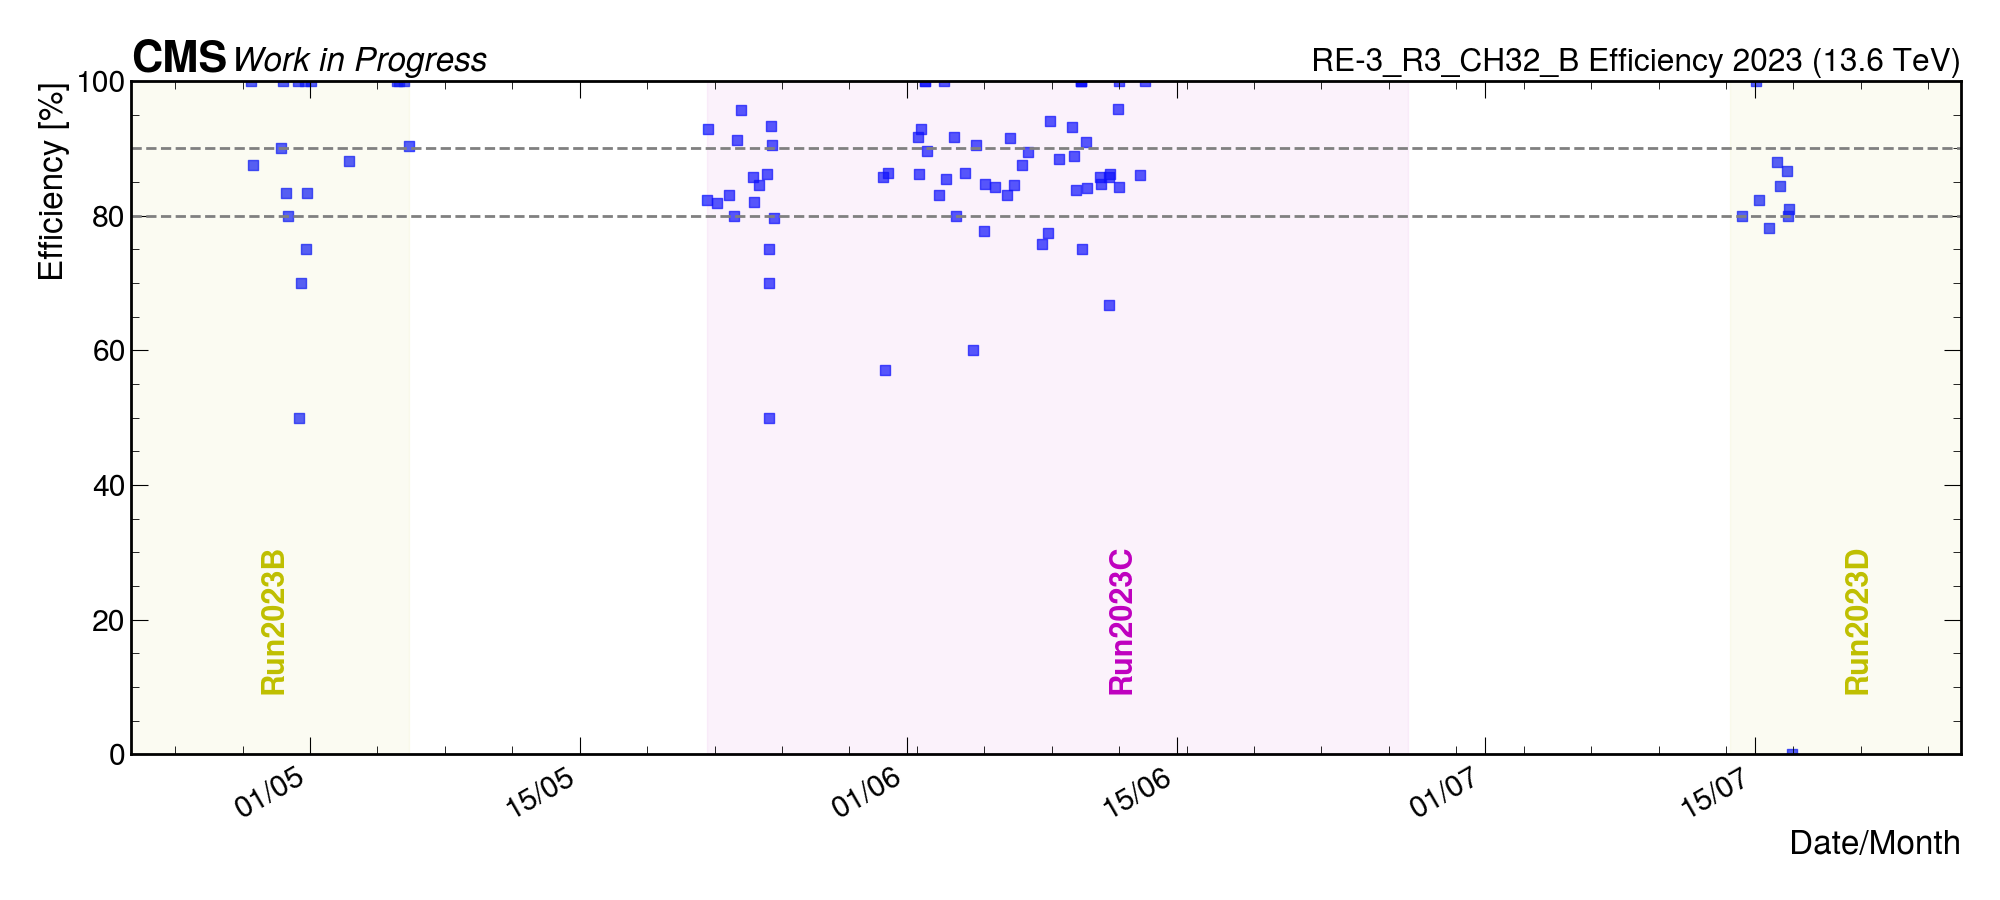 CMS Work in Progress
RE-3_R3_CH32_B Efficiency 2023 (13.6 TeV)
Efficiency [%]
100
80
60
40
20
0
Run2023B
Run2023C
Run2023D
01/05
15/05
01/06
15/06
01/07
15/07
Date/Month